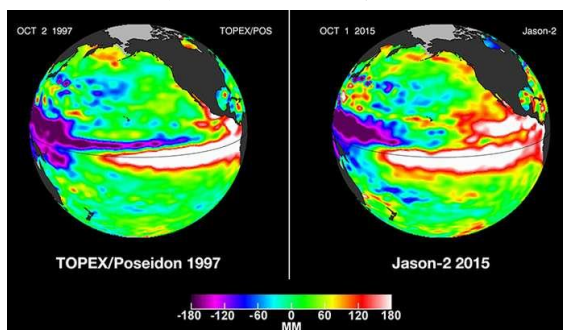 OCT 2 1997
TOPEX/POS
TOPEX/Poseidon 1997
OCT 1 2015
Jason-2
Jason-2 2015
-180 -120 -60 0 60 120 180
MM